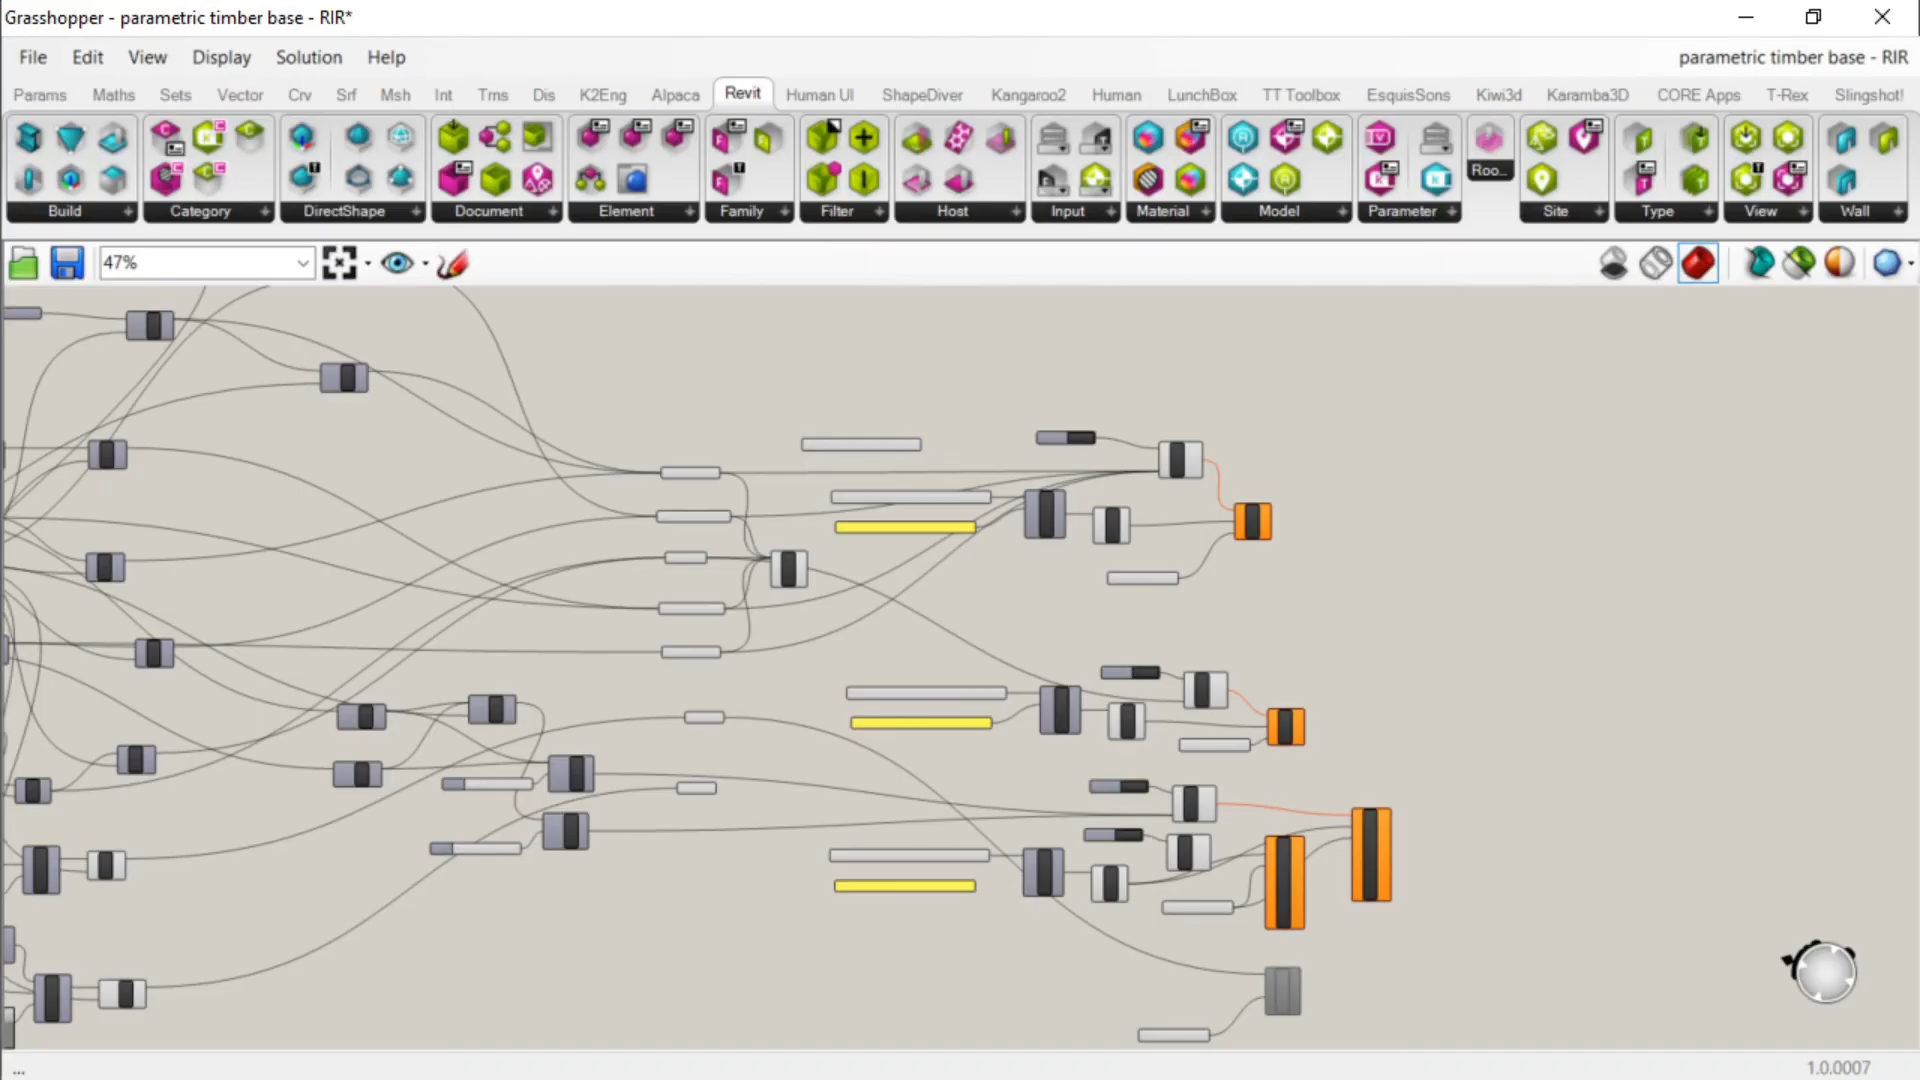 Grasshopper - parametric timber base - RIR*
File Edit View Display Solution Help parametric timber base - RIR
Params Maths Sets Vector Crv Srf Msh Int Trns Dis K2Eng Alpaca Revit Human UI ShapeDiver Kangaroo2 Human LunchBox TT Toolbox EsquisSons Kiwi3d Karamba3D CORE Apps T-Rex Slingshot!
Roo...
Build Category DirectShape Document Element Family Filter Host Input Material Model Parameter Site Type View Wall
47%
...
1.0.0007